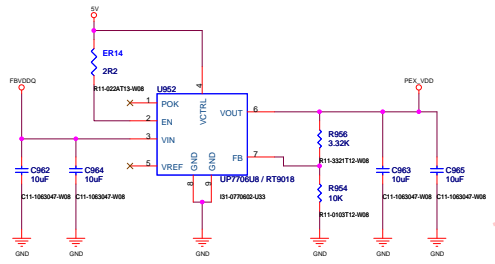 5V
ER14
2R2
R11-022AT13-W08
FBVDDQ
U952
PEX_VDD
1
POK
2
EN
3
VIN
5
VREF
4
VCTRL
VOUT
6
FB
7
GND
GND
8
9
UP7706U8 / RT9018
I31-0770602-U33
R956
3.32K
R11-3321T12-W08
R954
10K
R11-0103T12-W08
C962
10uF
C11-1063047-W08
C964
10uF
C11-1063047-W08
C963
10uF
C11-1063047-W08
C965
10uF
C11-1063047-W08
GND
GND
GND
GND
GND
GND